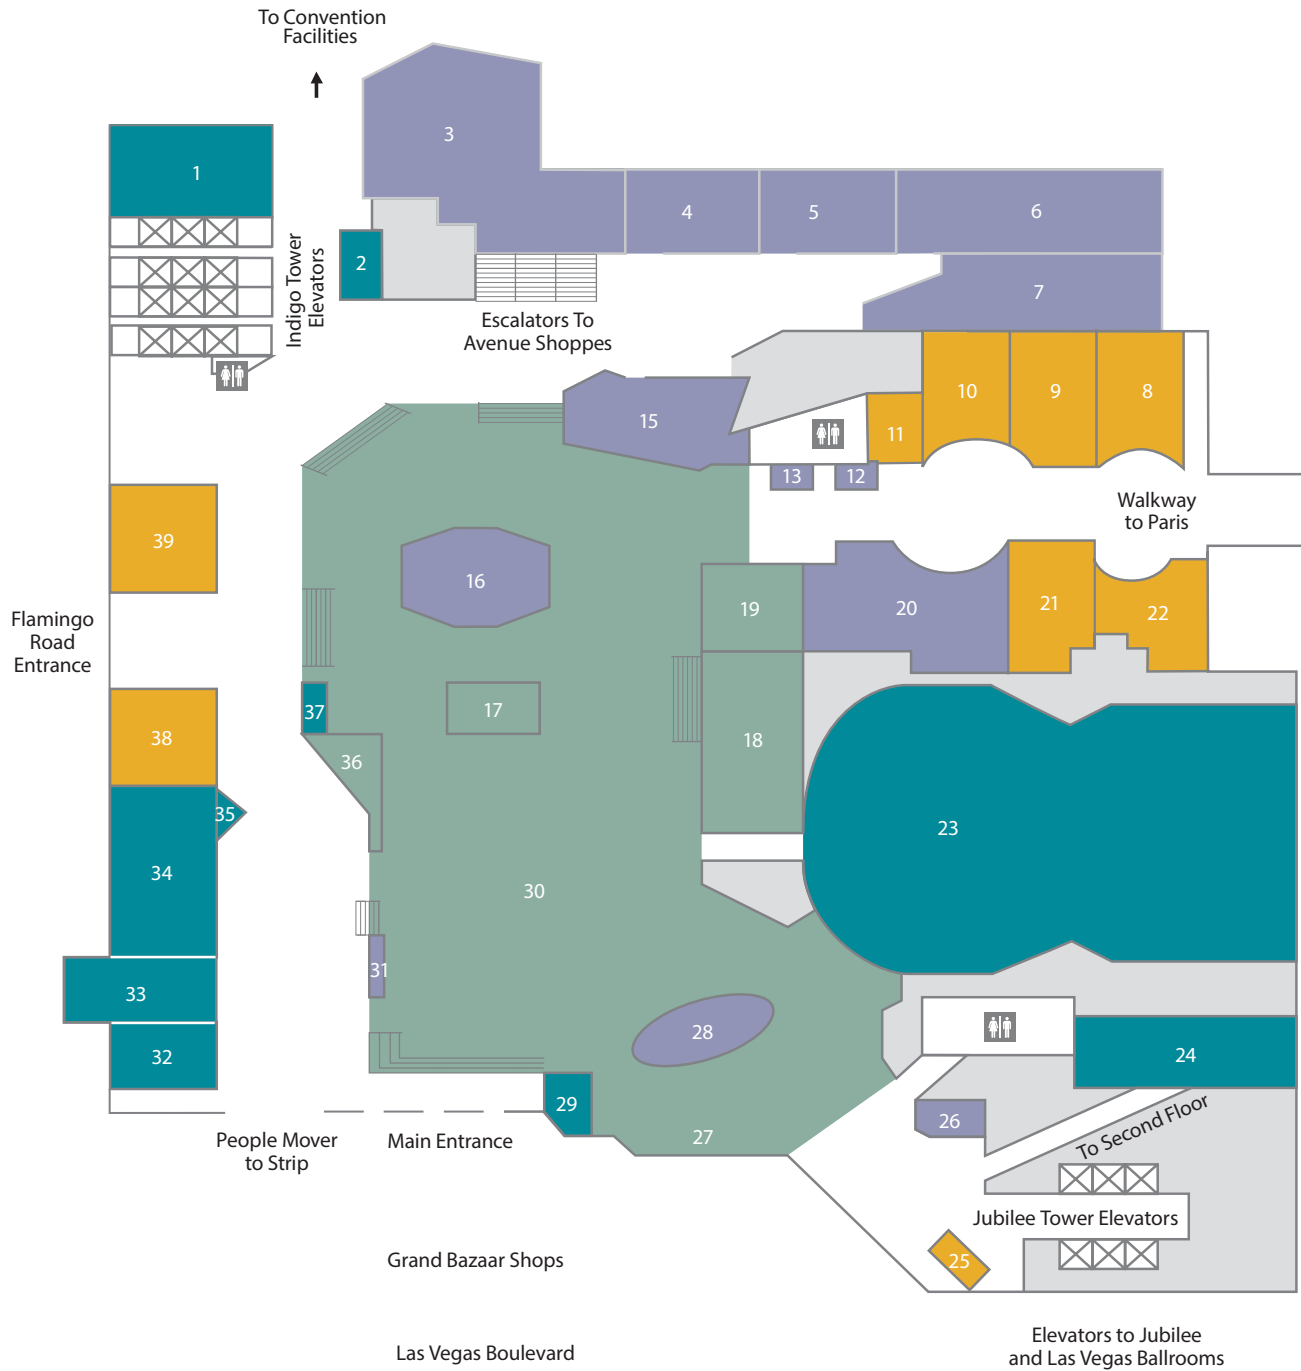 To Convention
Facilities
3
1
4
5
6
2
Indigo Tower
Elevators
7
Escalators To
Avenue Shoppes
10
9
8
15
11
13
12
Walkway
to Paris
39
16
19
20
21
22
Flamingo
Road
Entrance
37
17
38
18
36
35
23
34
30
31
33
28
32
24
29
26
To Second Floor
27
People Mover
to Strip
Main Entrance
Jubilee Tower Elevators
25
Grand Bazaar Shops
Las Vegas Boulevard
Elevators to Jubilee
and Las Vegas Ballrooms